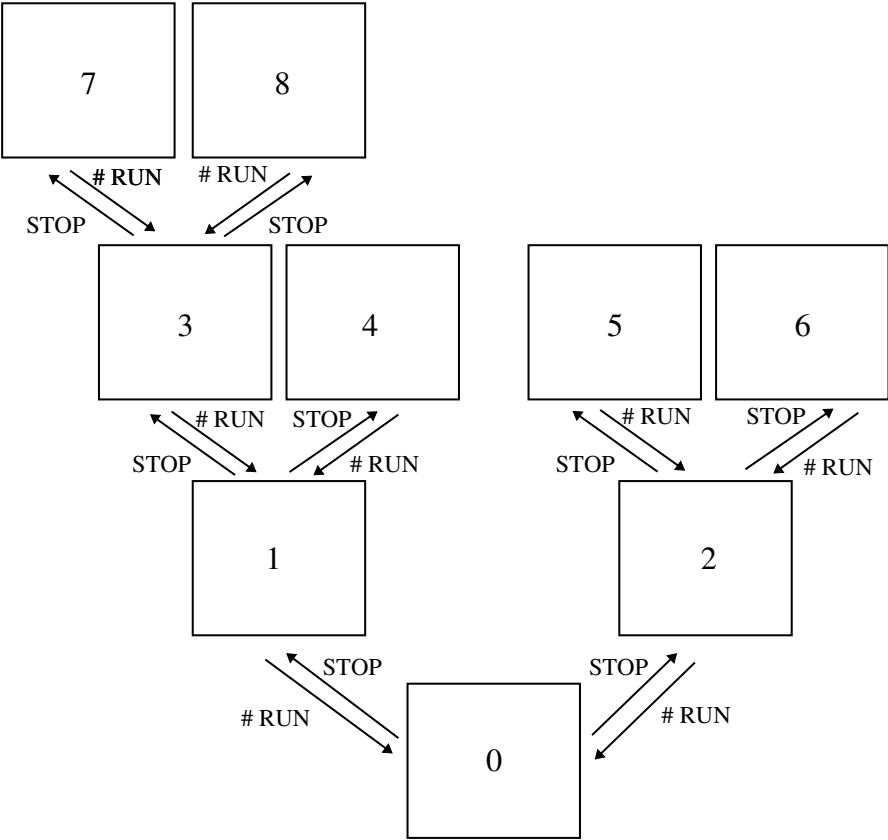 7 8
# RUN # RUN
STOP STOP
3 4 5 6
# RUN STOP # RUN STOP
STOP # RUN STOP # RUN
1 2
STOP STOP
# RUN # RUN
0